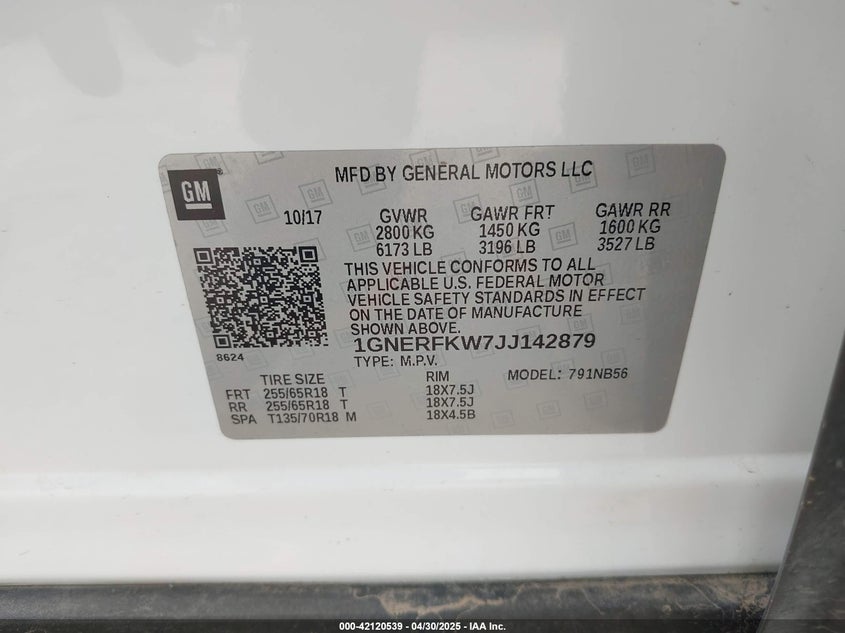 GM
MFD BY GENERAL MOTORS LLC
10/17
GVWR GAWR FRT GAWR RR
2800 KG 1450 KG 1600 KG
6173 LB 3196 LB 3527 LB
THIS VEHICLE CONFORMS TO ALL
APPLICABLE U.S. FEDERAL MOTOR
VEHICLE SAFETY STANDARDS IN EFFECT
ON THE DATE OF MANUFACTURE
SHOWN ABOVE.
1GNERFKW7JJ142879
8624
TYPE: M.P.V.
TIRE SIZE RIM MODEL: 791NB56
FRT 255/65R18 T 18X7.5J
RR 255/65R18 T 18X7.5J
SPA T135/70R18 M 18X4.5B
000-42120539 - 04/30/2025 - IAA Inc.